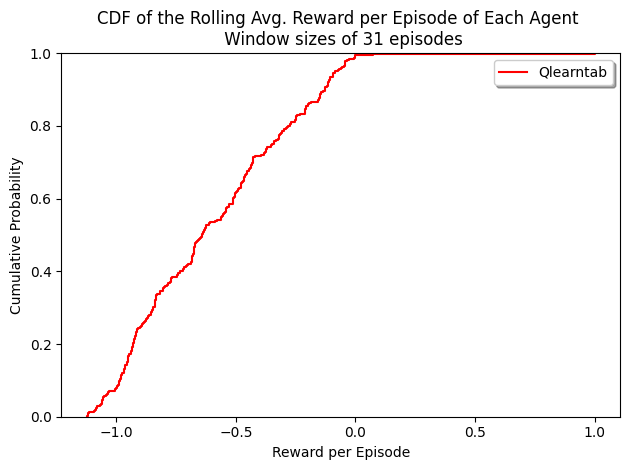 CDF of the Rolling Avg. Reward per Episode of Each Agent
Window sizes of 31 episodes
Qlearntab
Cumulative Probability
1.0
0.8
0.6
0.4
0.2
0.0
−1.0
−0.5
0.0
0.5
1.0
Reward per Episode